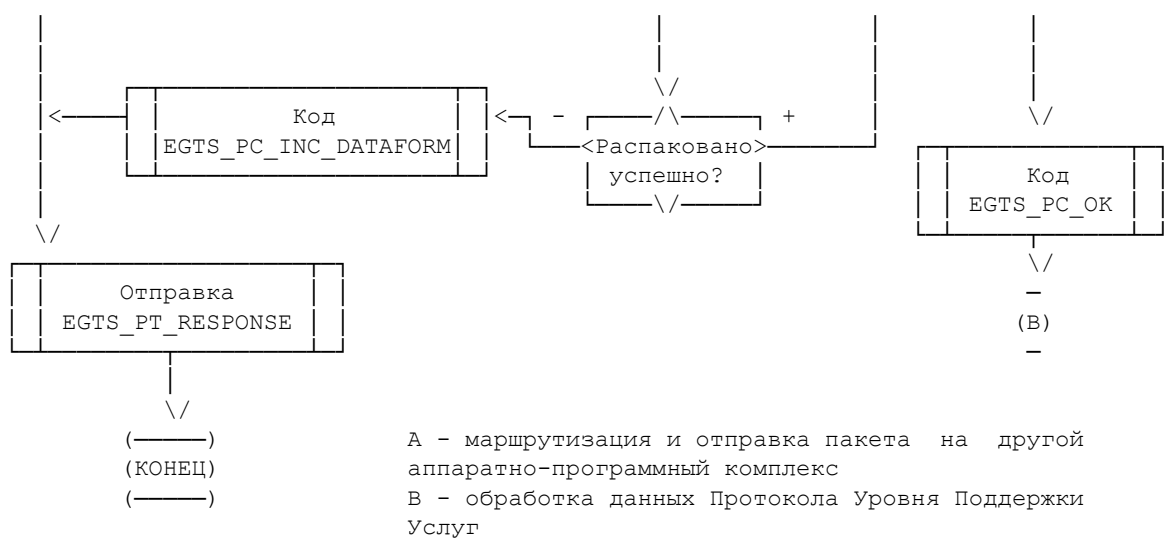 Код
EGTS_PC_INC_DATAFORM
- +
<Распаковано>
успешно?
Код
EGTS_PC_OK
Отправка
EGTS_PT_RESPONSE
(B)
(КОНЕЦ)
A - маршрутизация и отправка пакета на другой
аппаратно-программный комплекс
B - обработка данных Протокола Уровня Поддержки
Услуг